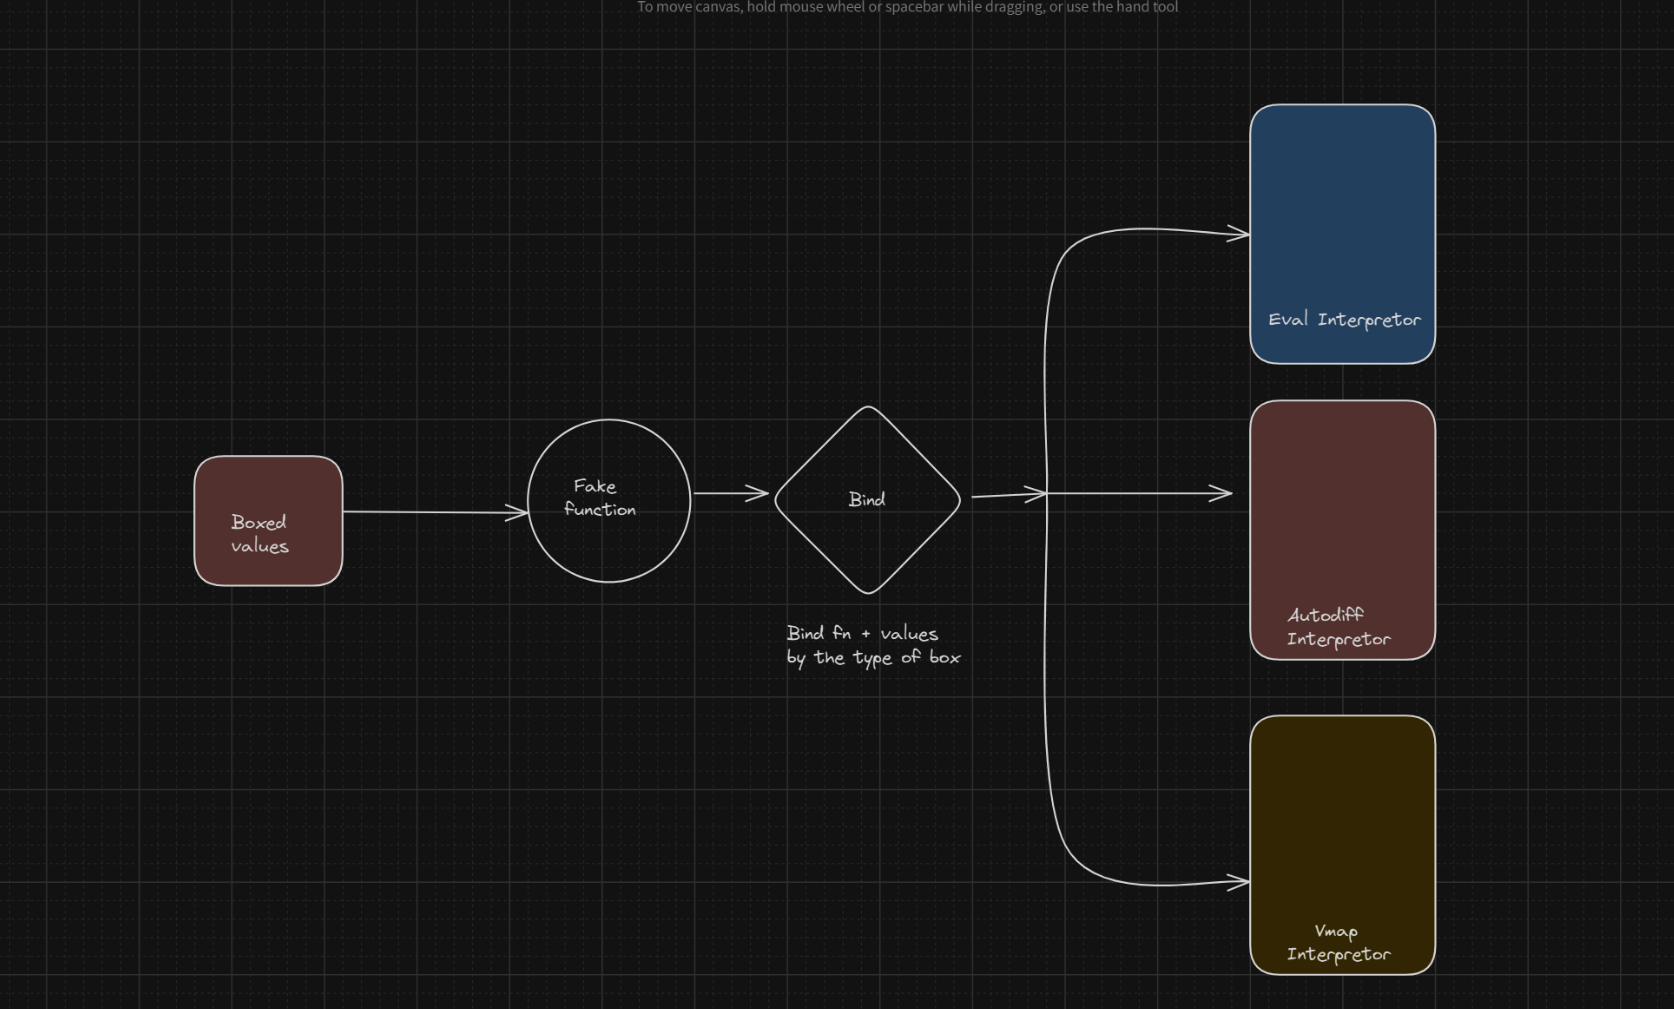 To move canvas, hold mouse wheel or spacebar while dragging, or use the hand tool
Eval Interpretor
Boxed
values
Fake
function
Bind
Bind fn + values
by the type of box
Autodiff
Interpretor
Vmap
Interpretor